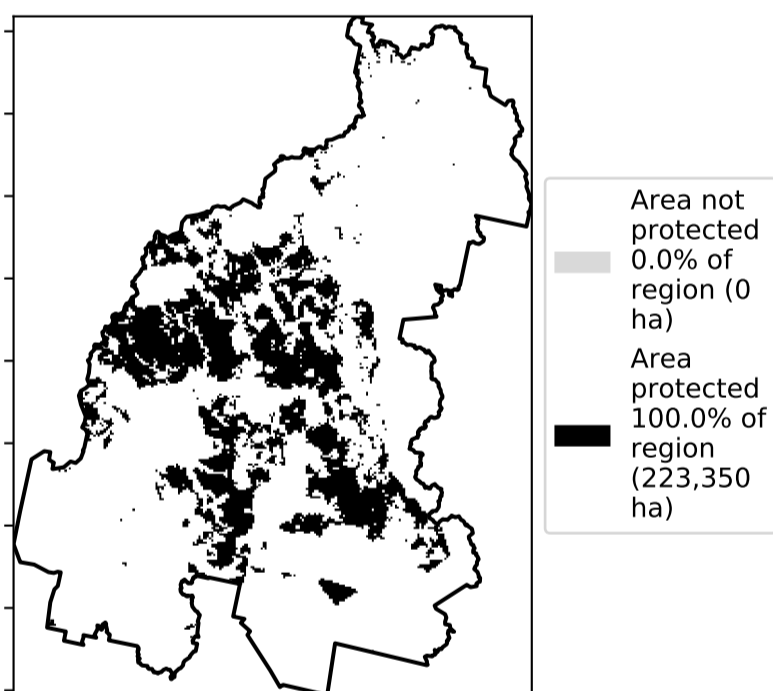 Area not
protected
0.0% of
region (0
ha)
Area
protected
100.0% of
region
(223,350
ha)